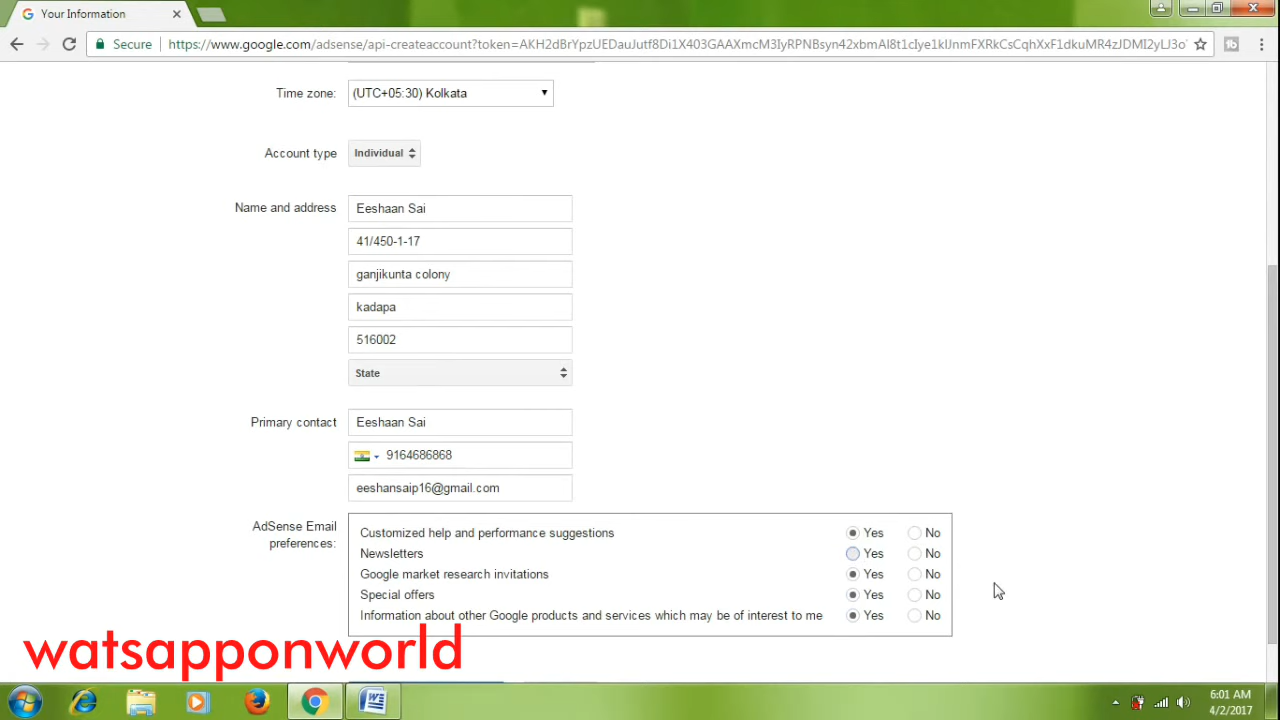 Your Information
Secure https://www.google.com/adsense/api-createaccount?token=
Time zone: (UTC+05:30) Kolkata
Account type Individual
Name and address Eeshaan Sai
41/450-1-17
ganjikunta colony
kadapa
516002
State
Primary contact Eeshaan Sai
9164686868
eeshansaip16@gmail.com
AdSense Email preferences:
Customized help and performance suggestions Yes No
Newsletters Yes No
Google market research invitations Yes No
Special offers Yes No
Information about other Google products and services which may be of interest to me Yes No
watsapponworld
6:01 AM
4/2/2017